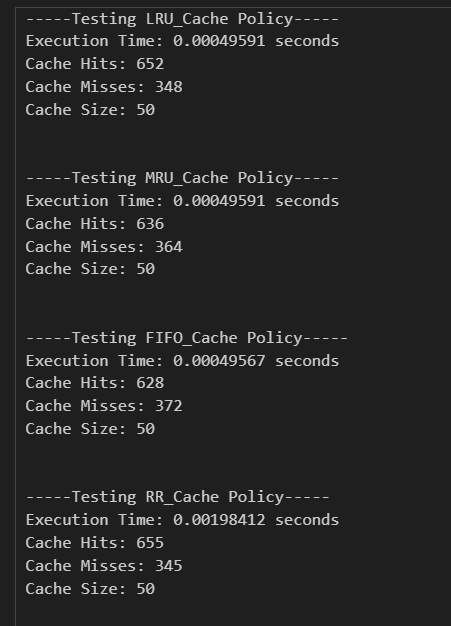 -----Testing LRU_Cache Policy-----
Execution Time: 0.00049591 seconds
Cache Hits: 652
Cache Misses: 348
Cache Size: 50
-----Testing MRU_Cache Policy-----
Execution Time: 0.00049591 seconds
Cache Hits: 636
Cache Misses: 364
Cache Size: 50
-----Testing FIFO_Cache Policy-----
Execution Time: 0.00049567 seconds
Cache Hits: 628
Cache Misses: 372
Cache Size: 50
-----Testing RR_Cache Policy-----
Execution Time: 0.00198412 seconds
Cache Hits: 655
Cache Misses: 345
Cache Size: 50